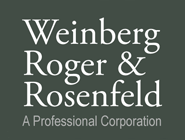 Weinberg
Roger &
Rosenfeld
A Professional Corporation